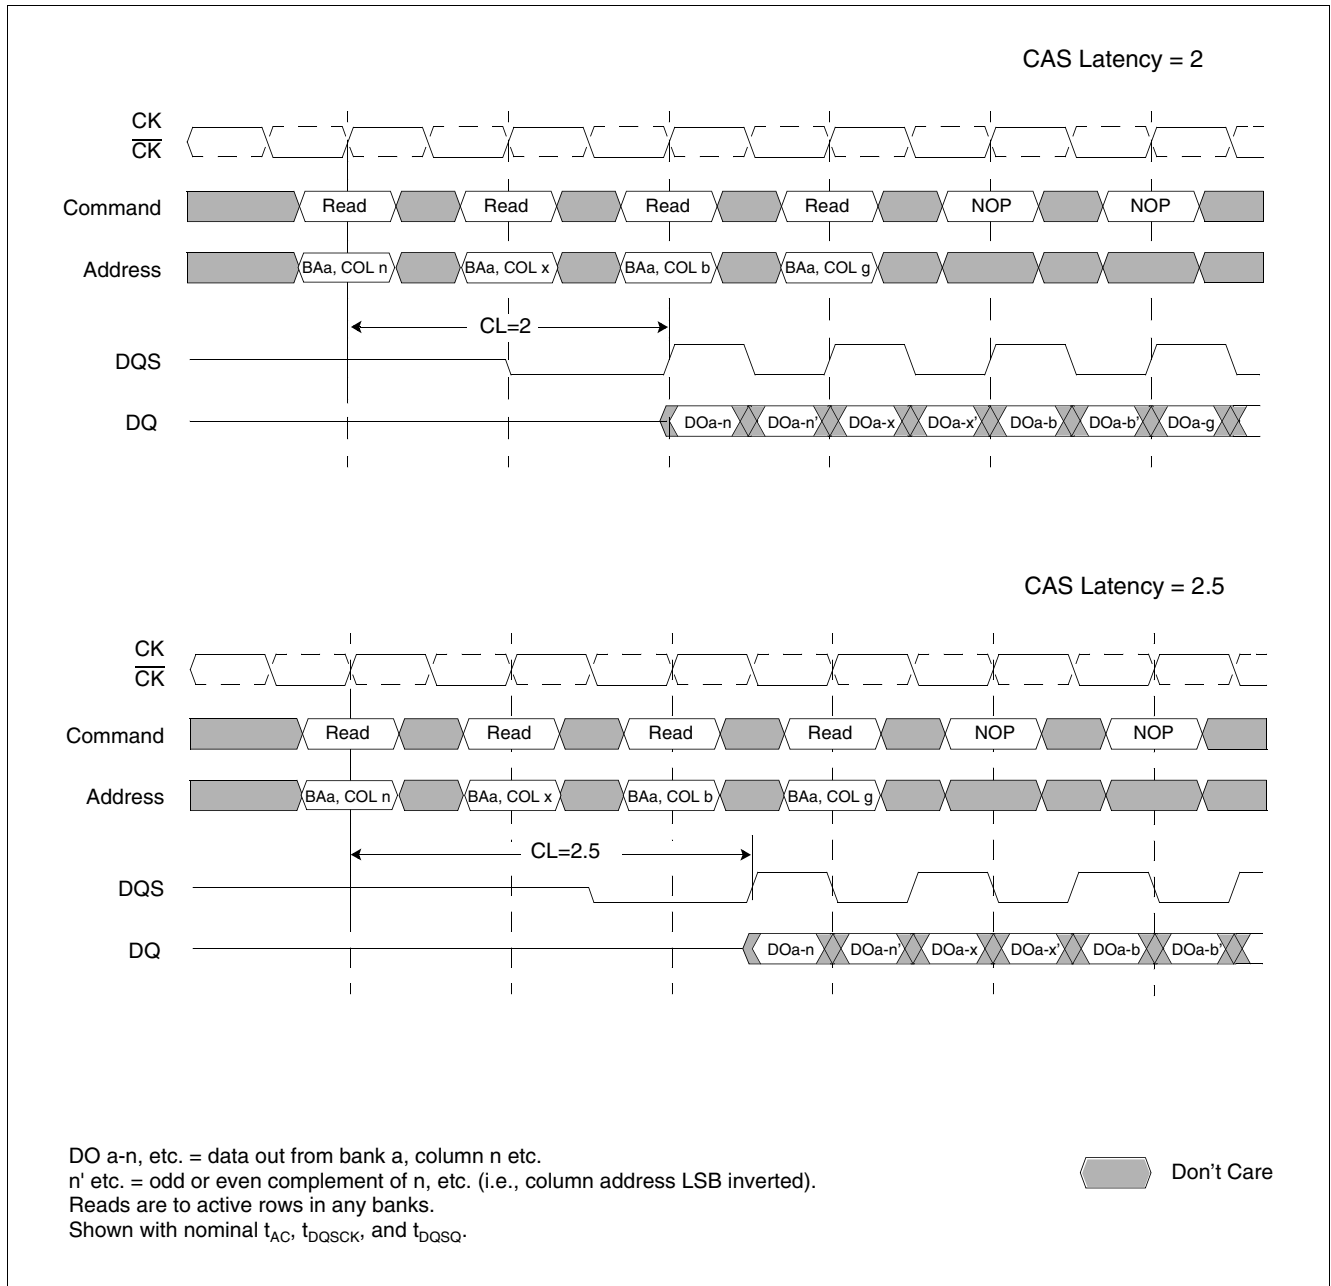 CAS Latency = 2
CK
CK
Command Read Read Read Read NOP NOP
Address BAa, COL n BAa, COL x BAa, COL b BAa, COL g
CL=2
DQS
DQ DOa-n DOa-n' DOa-x DOa-x' DOa-b DOa-b' DOa-g
CAS Latency = 2.5
CK
CK
Command Read Read Read Read NOP NOP
Address BAa, COL n BAa, COL x BAa, COL b BAa, COL g
CL=2.5
DQS
DQ DOa-n DOa-n' DOa-x DOa-x' DOa-b DOa-b'
DO a-n, etc. = data out from bank a, column n etc.
n' etc. = odd or even complement of n, etc. (i.e., column address LSB inverted).
Reads are to active rows in any banks.
Shown with nominal tAC, tDQSCK, and tDQSQ.
Don't Care